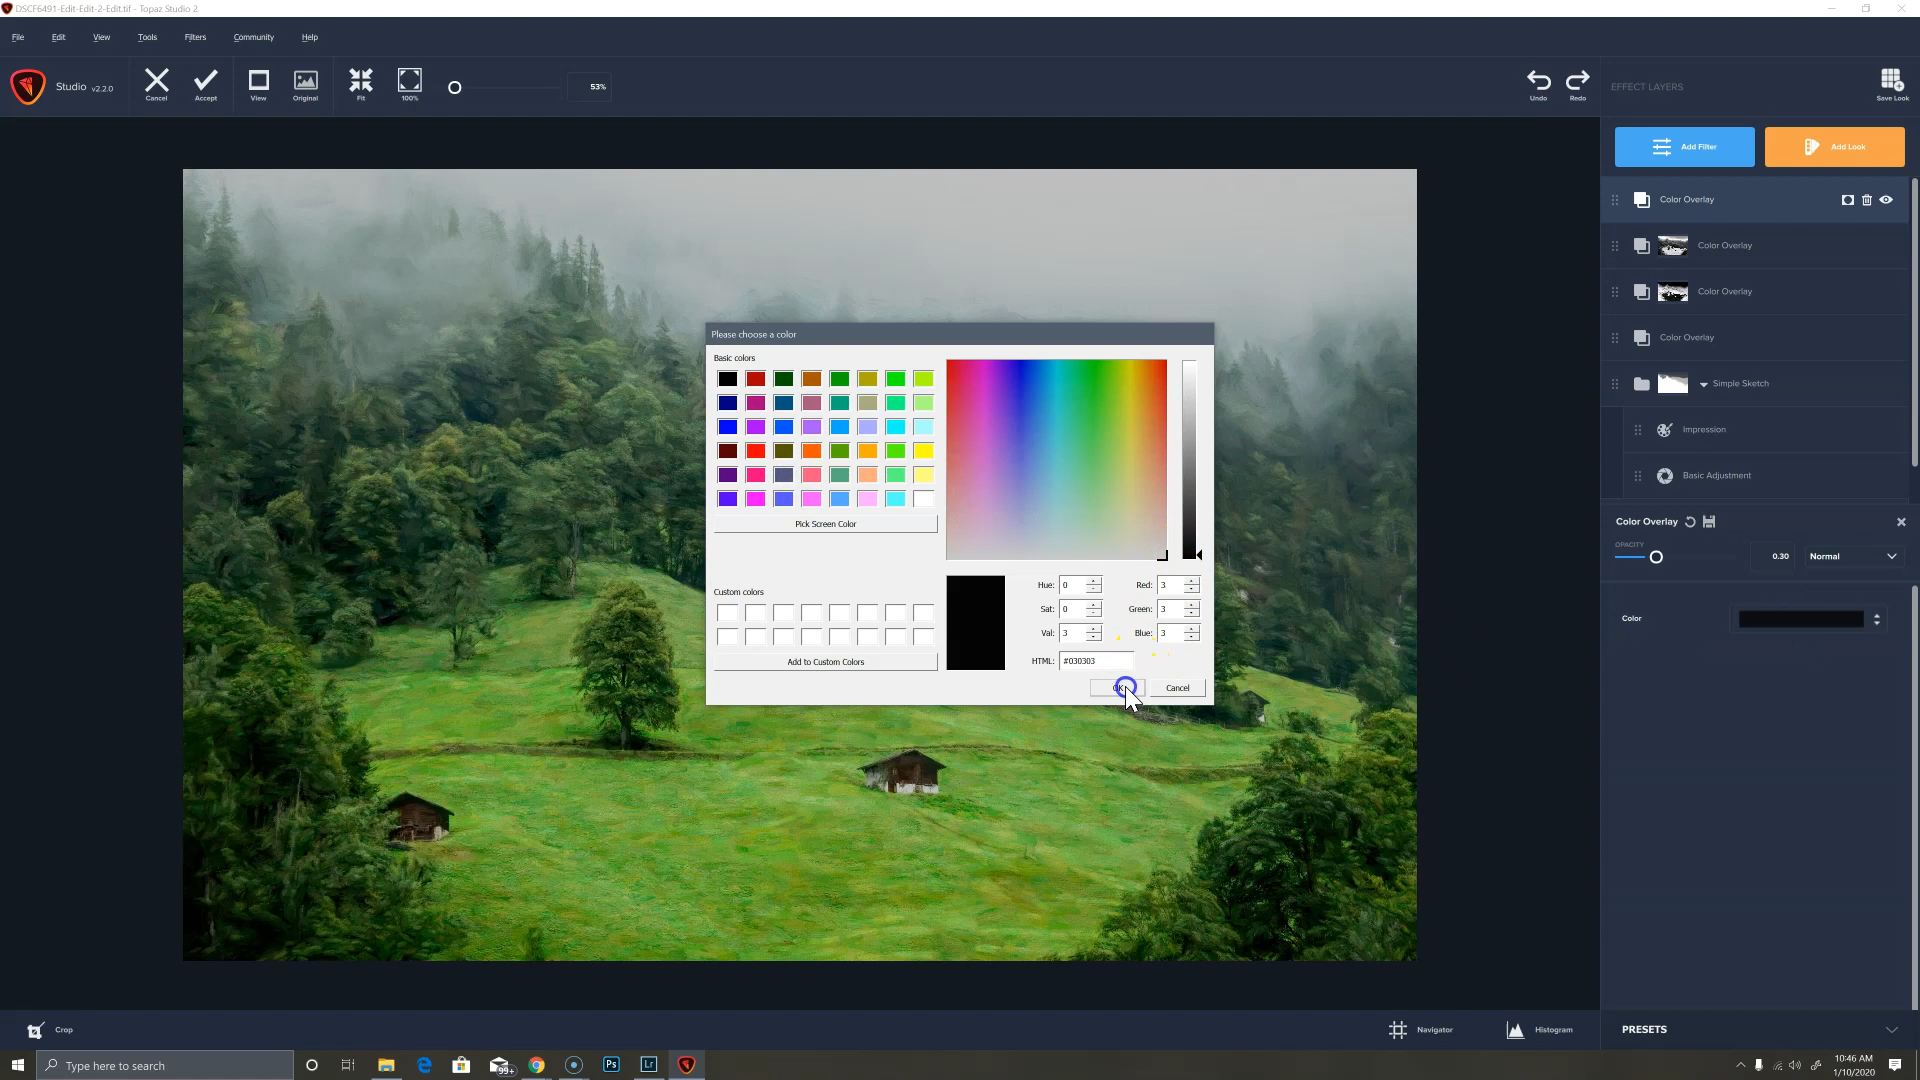 DSCF6491-Edit-Edit-2-Edit.tif - Topaz Studio 2
File Edit View Tools Filters Community Help
Studio v2.2.0
Cancel
Accept
View
Original
Fit
100%
53%
Undo
Redo
EFFECT LAYERS
Save Look
Add Filter
Add Look
Color Overlay
Color Overlay
Color Overlay
Color Overlay
Simple Sketch
Impression
Basic Adjustment
Color Overlay
OPACITY
0.30
Normal
Color
Please choose a color
Basic colors
Pick Screen Color
Custom colors
Add to Custom Colors
Hue: 0
Red: 3
Sat: 0
Green: 3
Val: 3
Blue: 3
HTML: #030303
OK
Cancel
Crop
Navigator
Histogram
PRESETS
Type here to search
99+
Ps
Lr
10:46 AM
1/10/2020